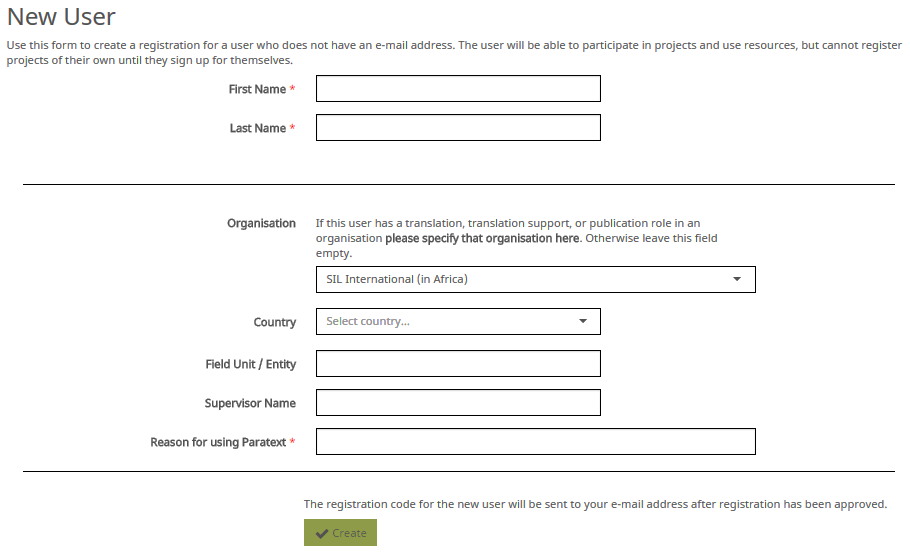 New User
Use this form to create a registration for a user who does not have an e-mail address. The user will be able to participate in projects and use resources, but cannot register
projects of their own until they sign up for themselves.
First Name *
Last Name *
Organisation
If this user has a translation, translation support, or publication role in an
organisation please specify that organisation here. Otherwise leave this field
empty.
SIL International (in Africa)
Country
Select country...
Field Unit / Entity
Supervisor Name
Reason for using Paratext *
The registration code for the new user will be sent to your e-mail address after registration has been approved.
Create